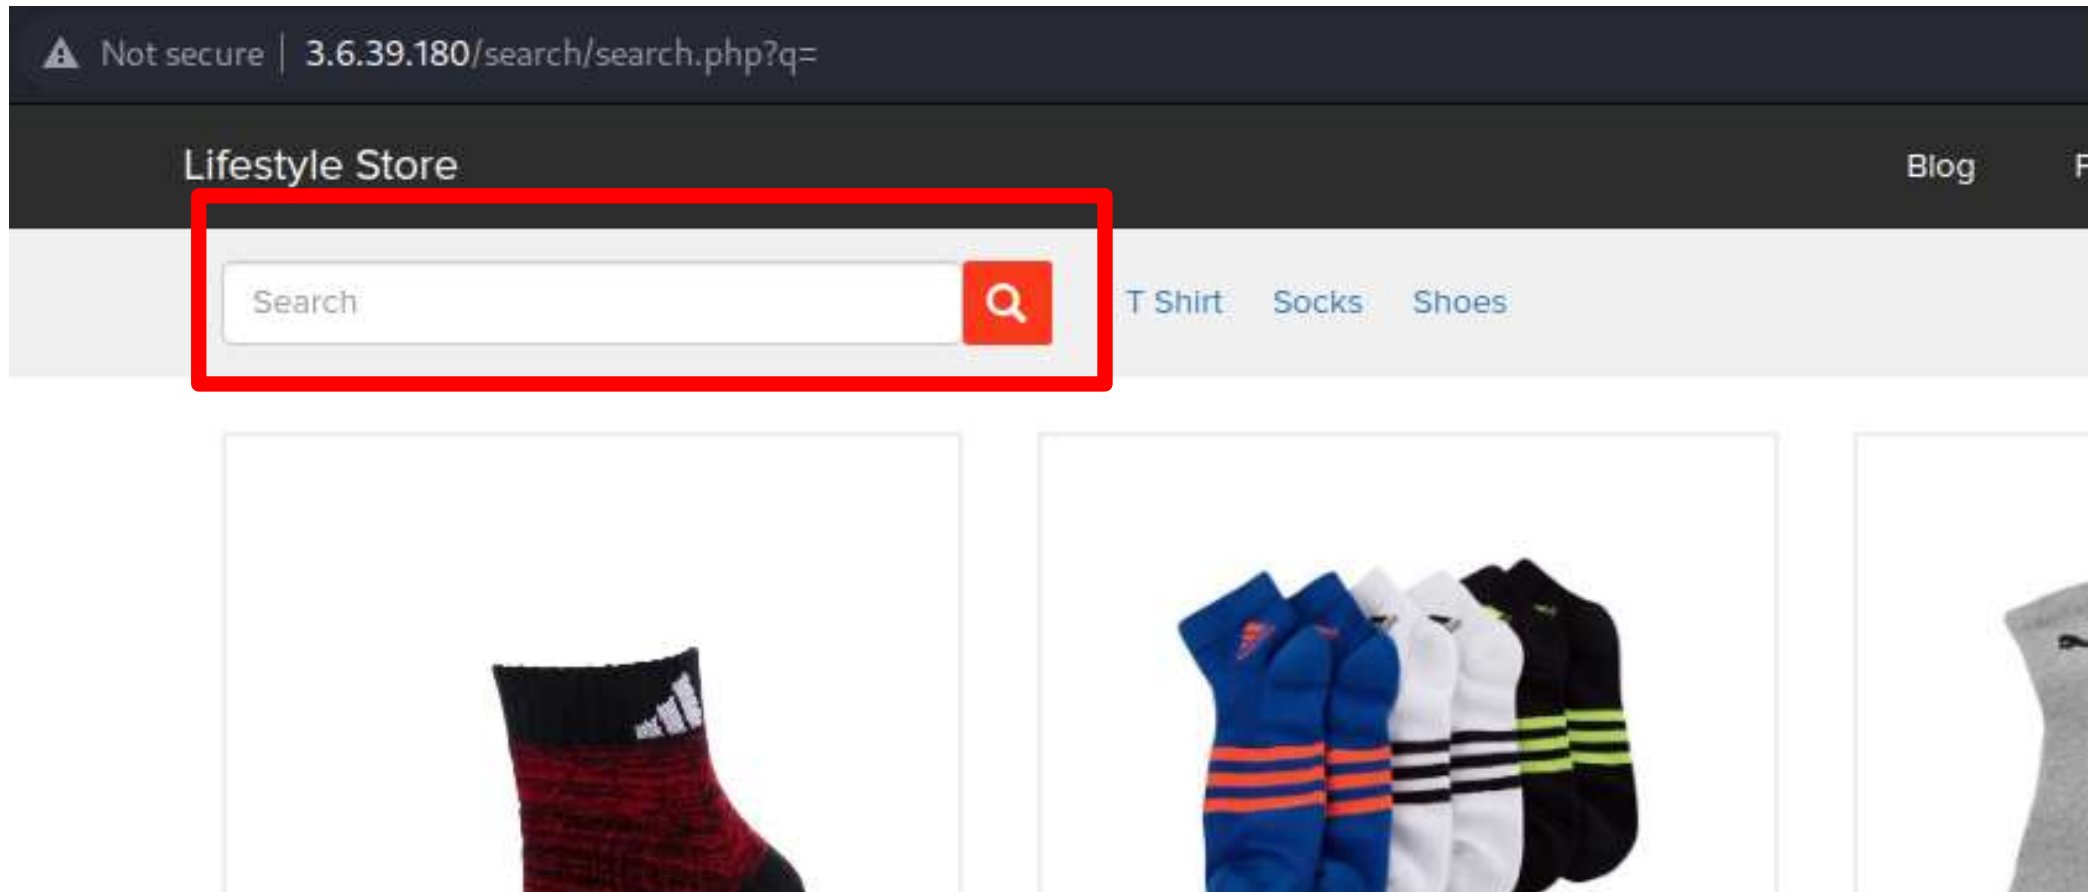 Not secure | 3.6.39.180/search/search.php?q=
Lifestyle Store
Blog
Search
T Shirt Socks Shoes